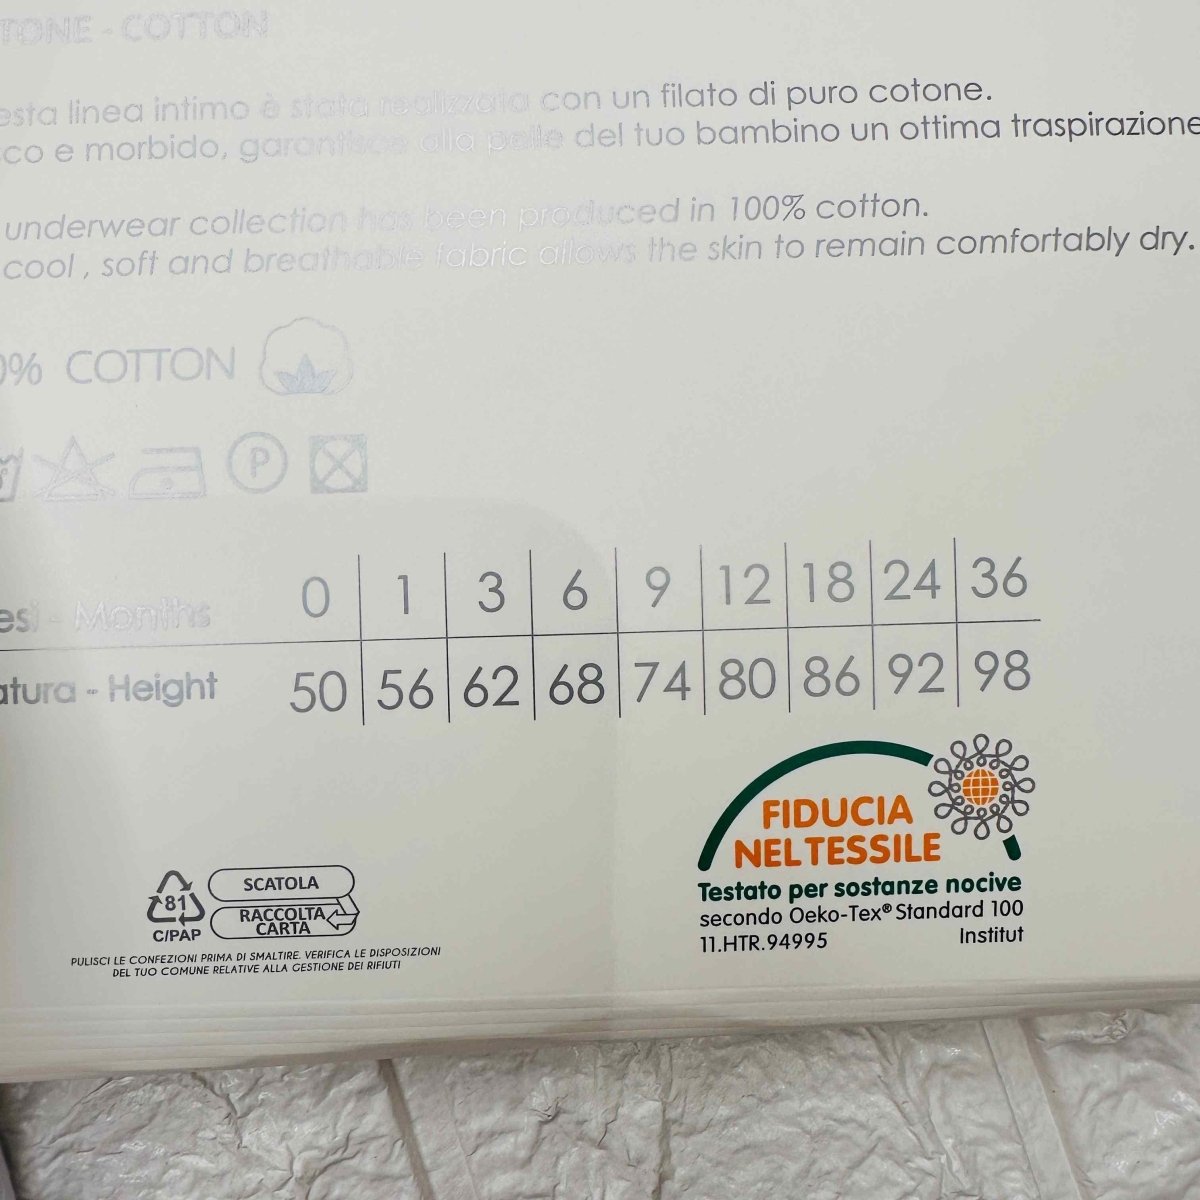 TONE - COTTON
esta linea intimo è stata realizzata con un filato di puro cotone.
sco e morbido, garantisce alla pelle del tuo bambino un ottima traspirazione
underwear collection has been produced in 100% cotton.
cool , soft and breathable fabric allows the skin to remain comfortably dry.
0% COTTON
P
esi - Months 0 1 3 6 9 12 18 24 36
atura - Height 50 56 62 68 74 80 86 92 98
FIDUCIA
NEL TESSILE
Testato per sostanze nocive
secondo Oeko-Tex® Standard 100
11.HTR.94995 Institut
81
C/PAP
SCATOLA
RACCOLTA
CARTA
PULISCI LE CONFEZIONI PRIMA DI SMALTIRE. VERIFICA LE DISPOSIZIONI
DEL TUO COMUNE RELATIVE ALLA GESTIONE DEI RIFIUTI